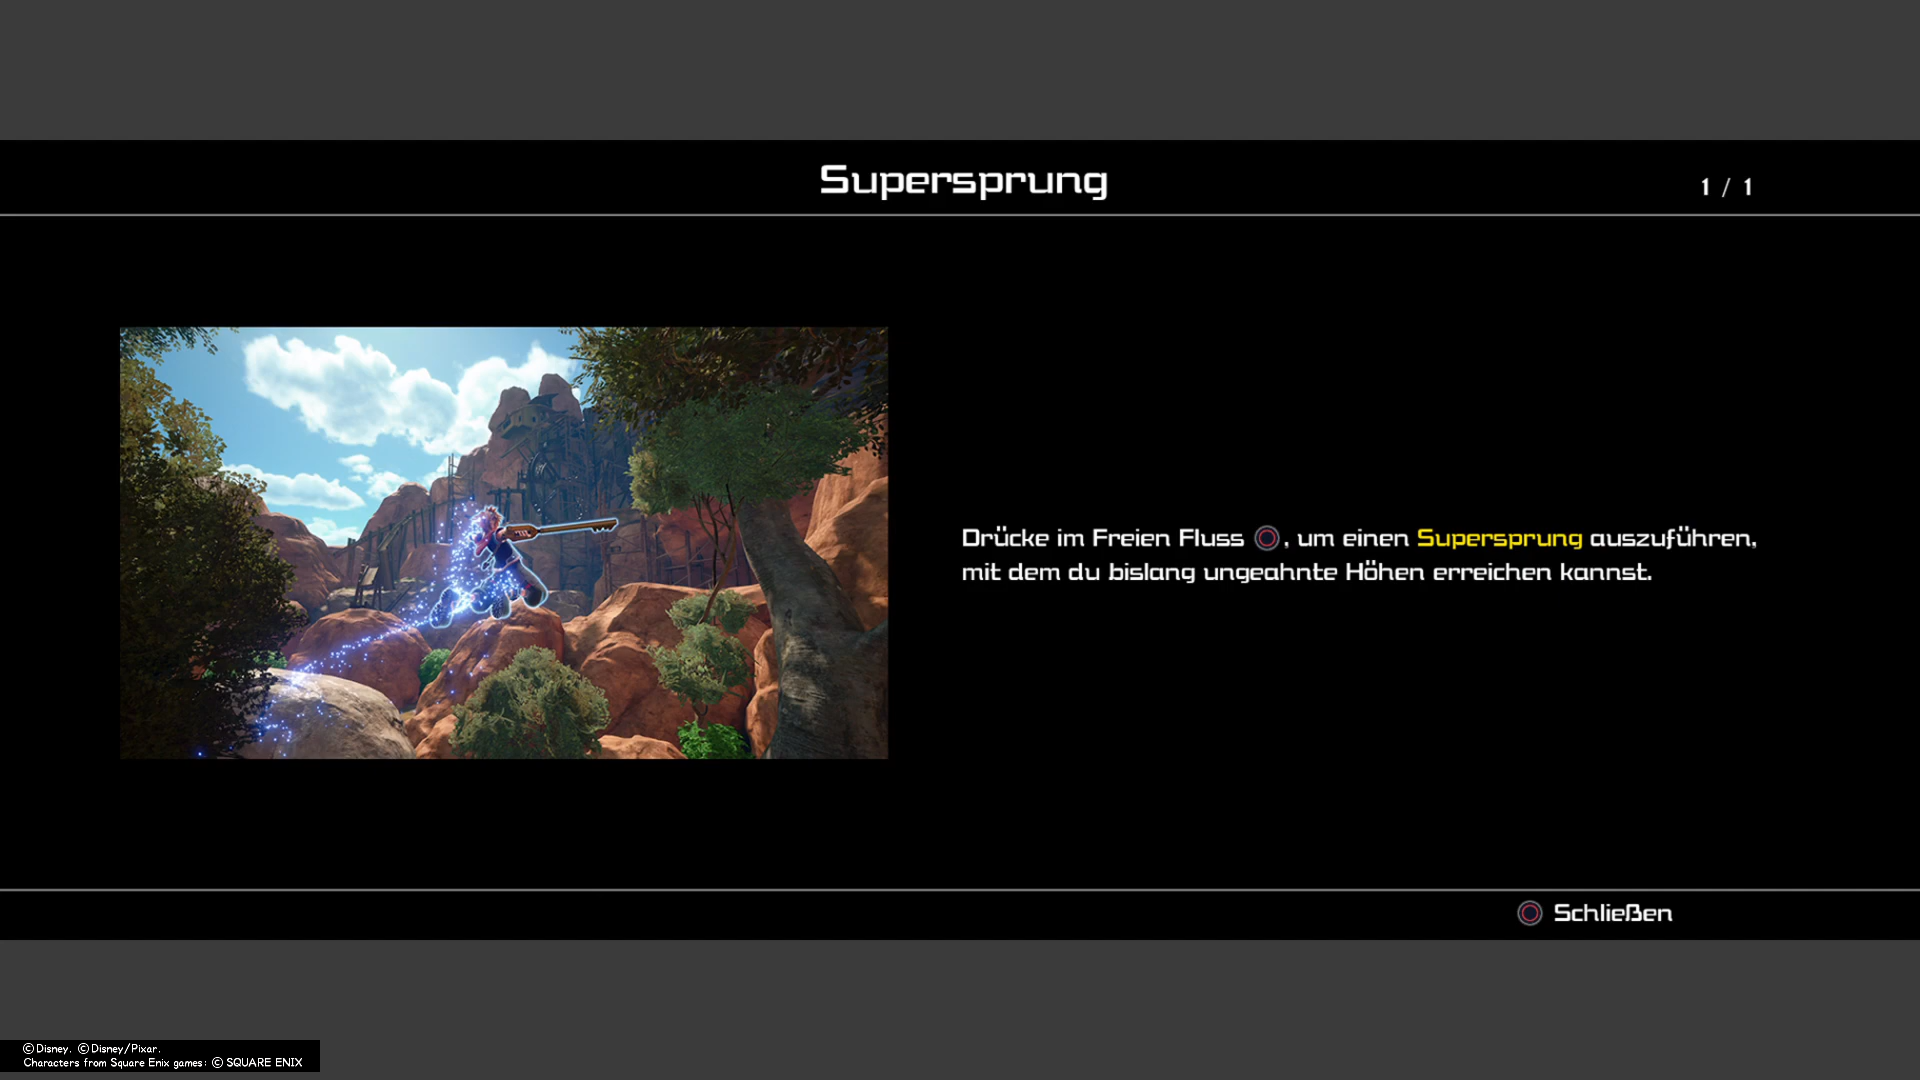 Supersprung
1 / 1
Drücke im Freien Fluss , um einen Supersprung auszuführen,
mit dem du bislang ungeahnte Höhen erreichen kannst.
Schließen
©Disney. ©Disney/Pixar.
Characters from Square Enix games: © SQUARE ENIX